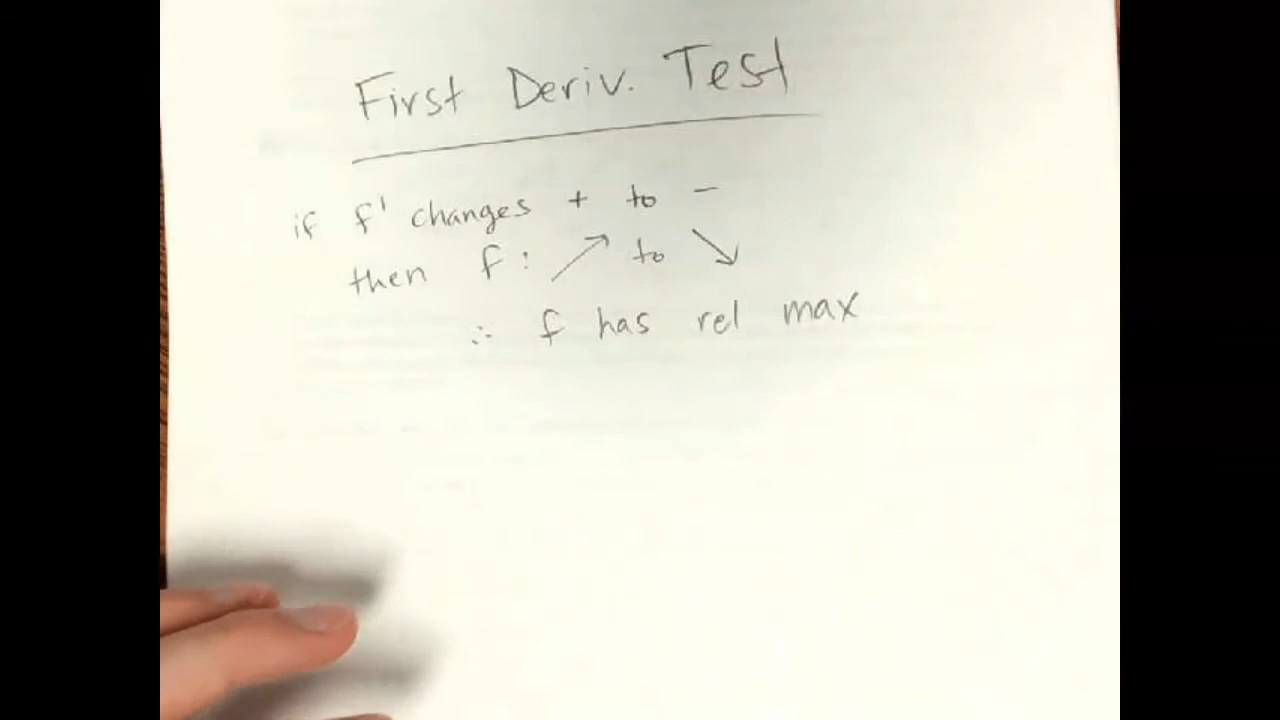 First Deriv. Test
if f' changes + to -
then f: ↗ to ↘
∴ f has rel max